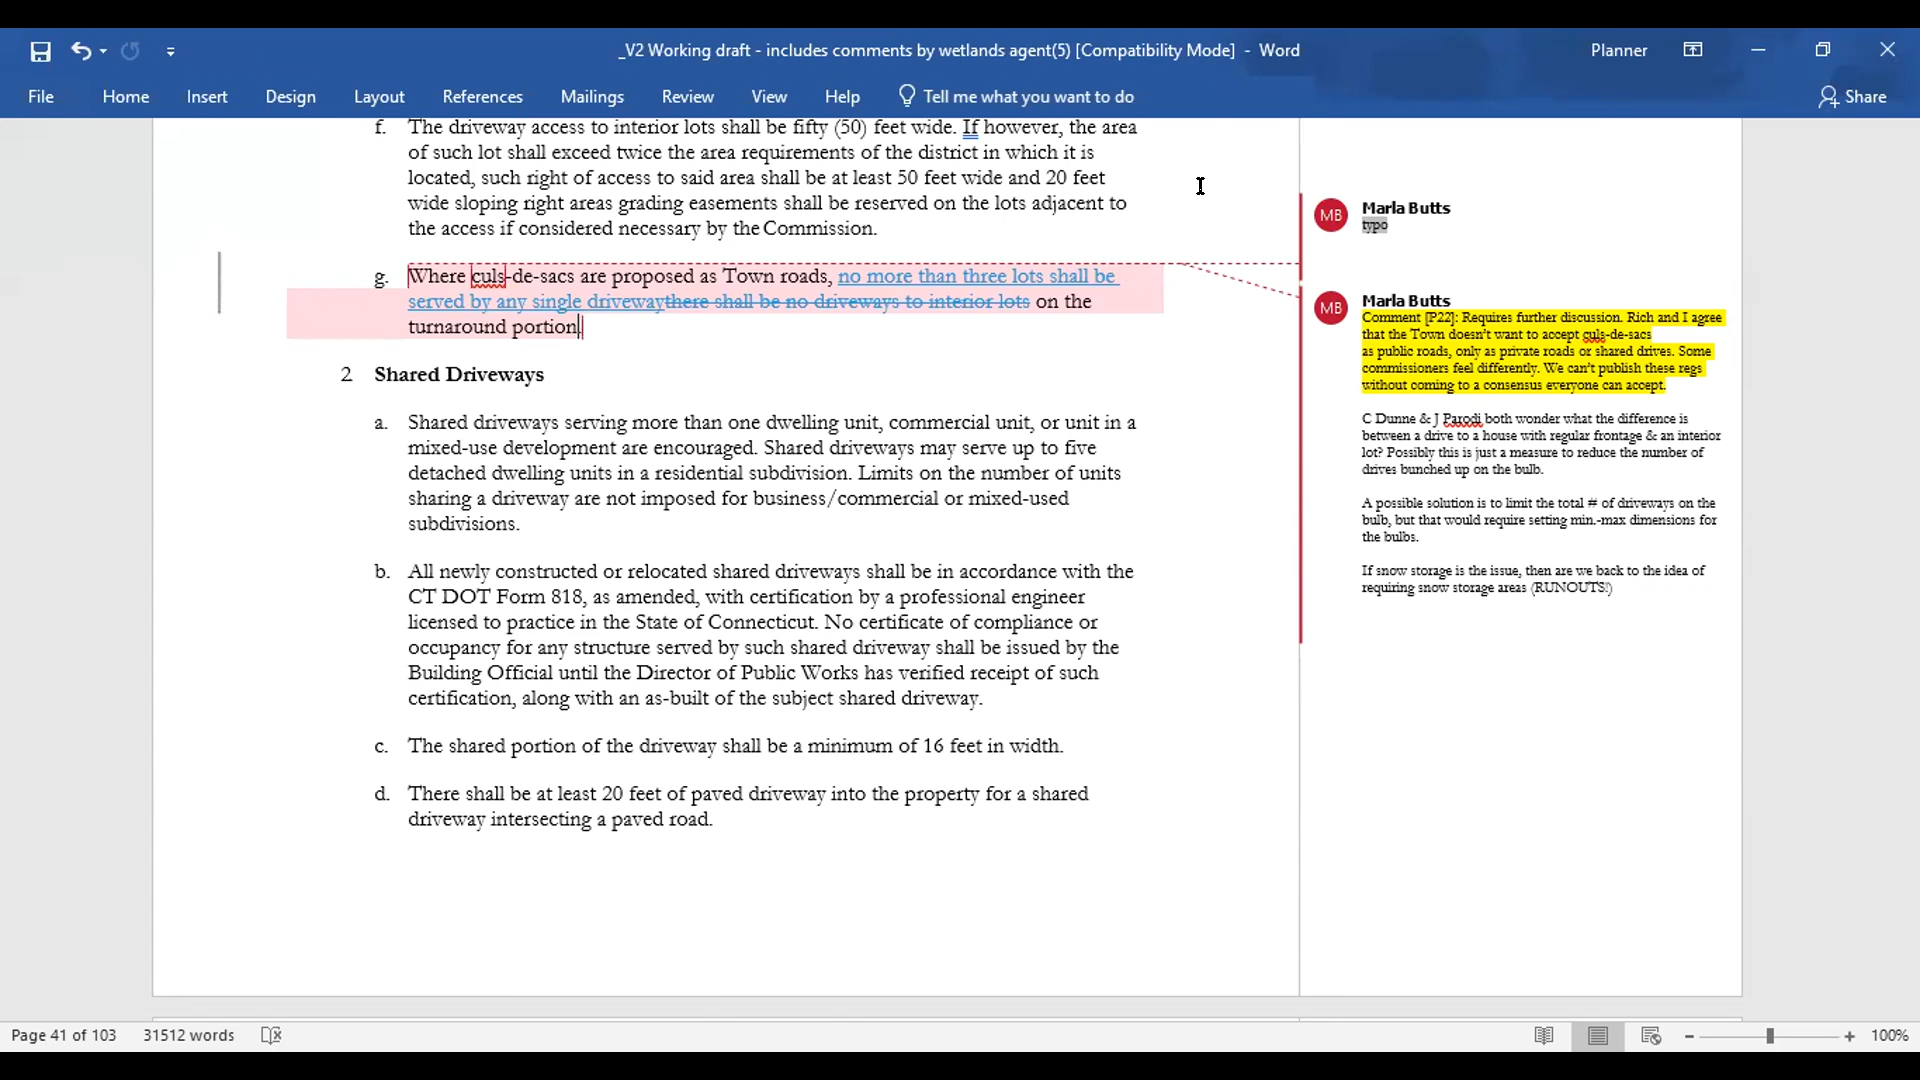 _V2 Working draft - includes comments by wetlands agent(5) [Compatibility Mode] - Word
Planner
File Home Insert Design Layout References Mailings Review View Help Tell me what you want to do Share
f. The driveway access to interior lots shall be fifty (50) feet wide. If however, the area
of such lot shall exceed twice the area requirements of the district in which it is
located, such right of access to said area shall be at least 50 feet wide and 20 feet
wide sloping right areas grading easements shall be reserved on the lots adjacent to
the access if considered necessary by the Commission.
g. Where culs-de-sacs are proposed as Town roads, no more than three lots shall be
served by any single drivewaythere shall be no driveways to interior lots on the
turnaround portion.
2 Shared Driveways
a. Shared driveways serving more than one dwelling unit, commercial unit, or unit in a
mixed-use development are encouraged. Shared driveways may serve up to five
detached dwelling units in a residential subdivision. Limits on the number of units
sharing a driveway are not imposed for business/commercial or mixed-used
subdivisions.
b. All newly constructed or relocated shared driveways shall be in accordance with the
CT DOT Form 818, as amended, with certification by a professional engineer
licensed to practice in the State of Connecticut. No certificate of compliance or
occupancy for any structure served by such shared driveway shall be issued by the
Building Official until the Director of Public Works has verified receipt of such
certification, along with an as-built of the subject shared driveway.
c. The shared portion of the driveway shall be a minimum of 16 feet in width.
d. There shall be at least 20 feet of paved driveway into the property for a shared
driveway intersecting a paved road.
MB Marla Butts
typo
MB Marla Butts
Comment [P22]: Requires further discussion. Rich and I agree
that the Town doesn't want to accept culs-de-sacs
as public roads, only as private roads or shared drives. Some
commissioners feel differently. We can't publish these regs
without coming to a consensus everyone can accept.
C Dunne & J Parodi both wonder what the difference is
between a drive to a house with regular frontage & an interior
lot? Possibly this is just a measure to reduce the number of
drives bunched up on the bulb.
A possible solution is to limit the total # of driveways on the
bulb, but that would require setting min.-max dimensions for
the bulbs.
If snow storage is the issue, then are we back to the idea of
requiring snow storage areas (RUNOUTS!)
Page 41 of 103 31512 words 100%